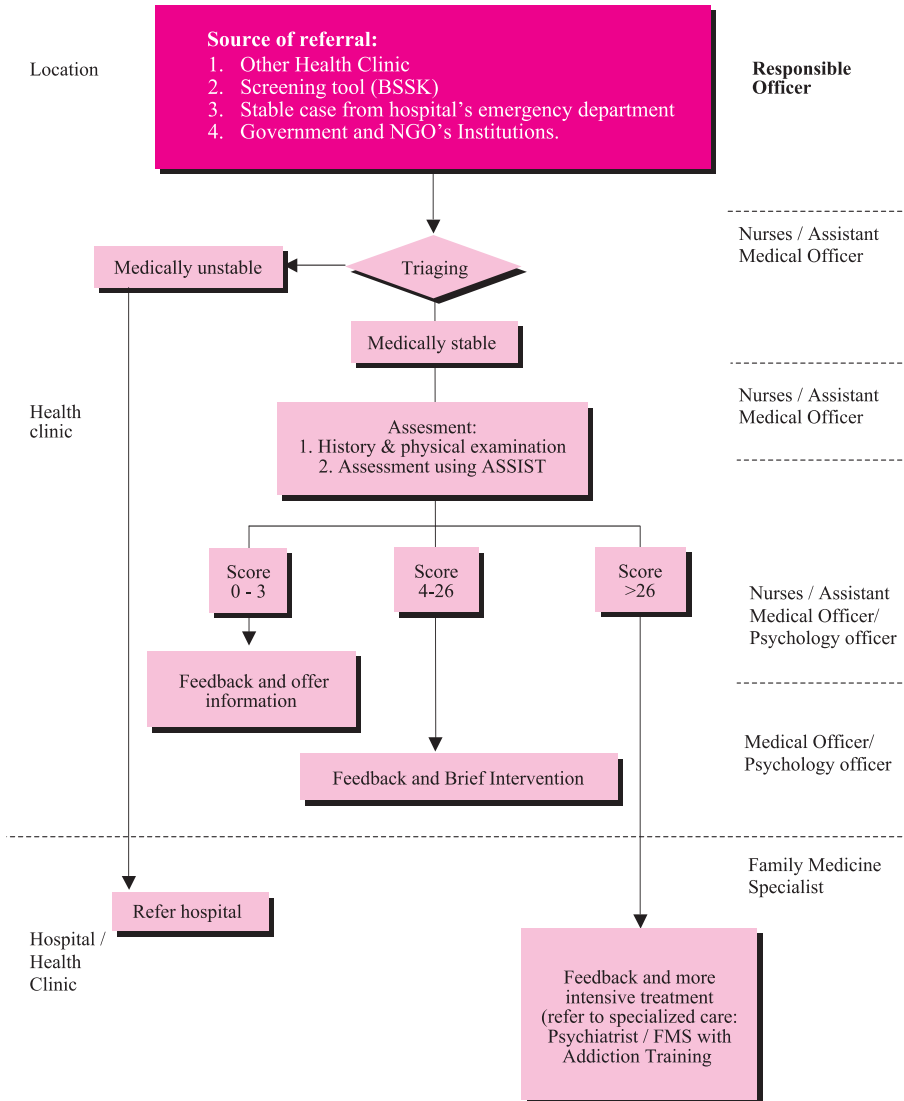 Location
Source of referral:
1. Other Health Clinic
2. Screening tool (BSSK)
3. Stable case from hospital's emergency department
4. Government and NGO's Institutions.
Responsible
Officer
Nurses / Assistant
Medical Officer
Medically unstable
Triaging
Medically stable
Health
clinic
Nurses / Assistant
Medical Officer
Assesment:
1. History & physical examination
2. Assessment using ASSIST
Score
0 - 3
Score
4-26
Score
>26
Nurses / Assistant
Medical Officer/
Psychology officer
Feedback and offer
information
Medical Officer/
Psychology officer
Feedback and Brief Intervention
Family Medicine
Specialist
Refer hospital
Hospital /
Health
Clinic
Feedback and more
intensive treatment
(refer to specialized care:
Psychiatrist / FMS with
Addiction Training